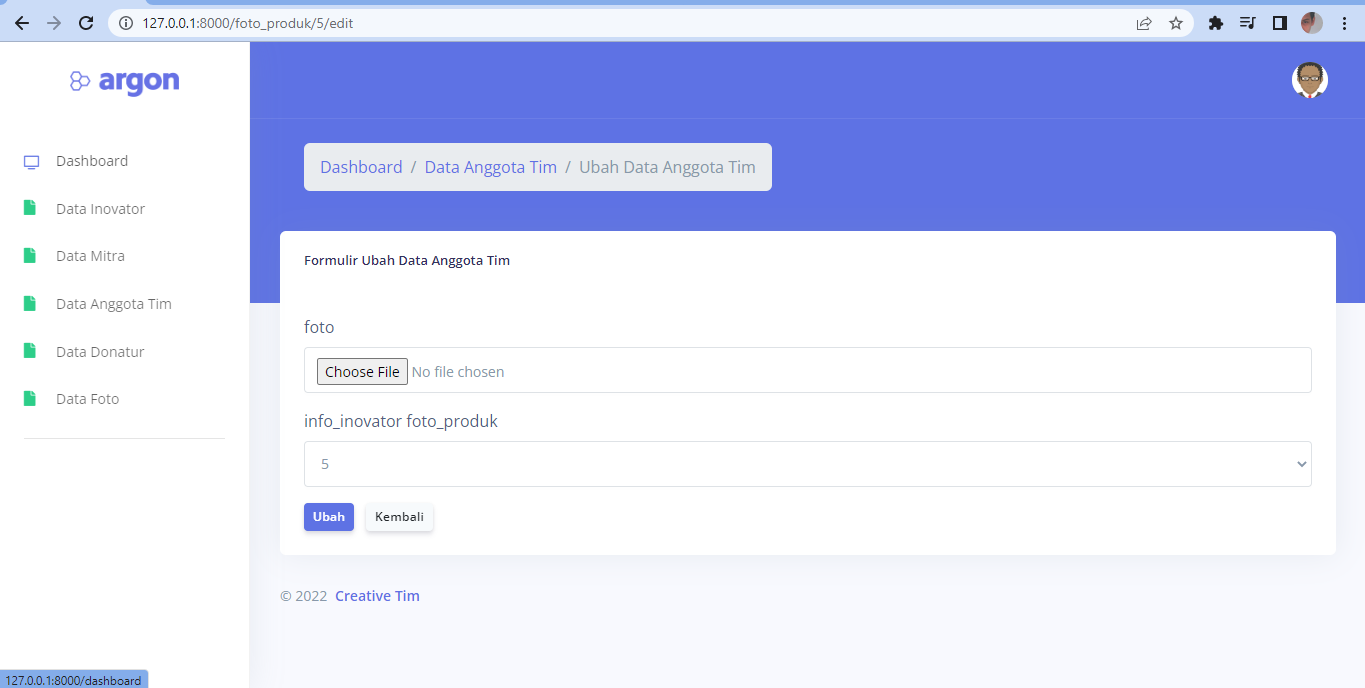 127.0.0.1:8000/foto_produk/5/edit
argon
Dashboard
Data Inovator
Data Mitra
Data Anggota Tim
Data Donatur
Data Foto
Dashboard / Data Anggota Tim / Ubah Data Anggota Tim
Formulir Ubah Data Anggota Tim
foto
Choose File No file chosen
info_inovator foto_produk
5
Ubah Kembali
© 2022 Creative Tim
127.0.0.1:8000/dashboard